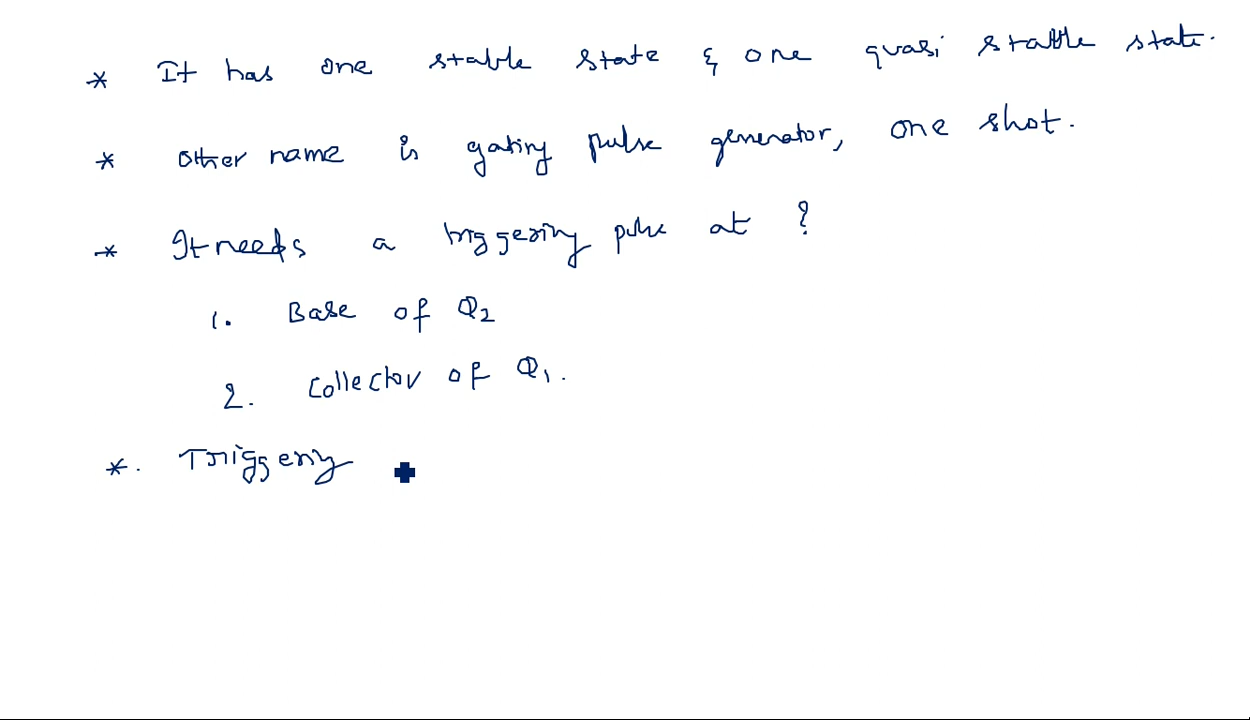 * It has one stable state & one quasi stable state.
* Other name is gating pulse generator, one shot.
* It needs a triggering pulse at ?
1. Base of Q2
2. Collector of Q1.
*. Triggering